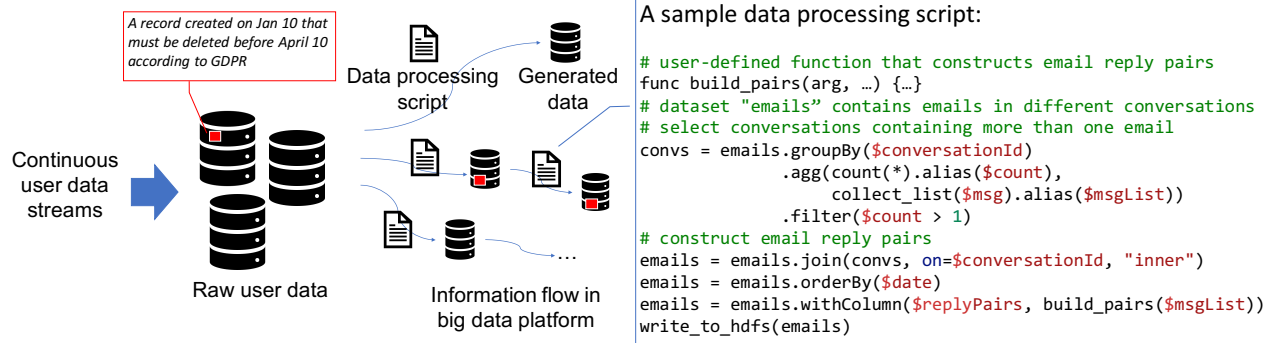 A record created on Jan 10 that
must be deleted before April 10
according to GDPR
Data processing
script
Generated
data
Continuous
user data
streams
Raw user data
...
Information flow in
big data platform
A sample data processing script:
# user-defined function that constructs email reply pairs
func build_pairs(arg, …) {…}
# dataset "emails” contains emails in different conversations
# select conversations containing more than one email
convs = emails.groupBy($conversationId)
.agg(count(*).alias($count),
collect_list($msg).alias($msgList))
.filter($count > 1)
# construct email reply pairs
emails = emails.join(convs, on=$conversationId, "inner")
emails = emails.orderBy($date)
emails = emails.withColumn($replyPairs, build_pairs($msgList))
write_to_hdfs(emails)